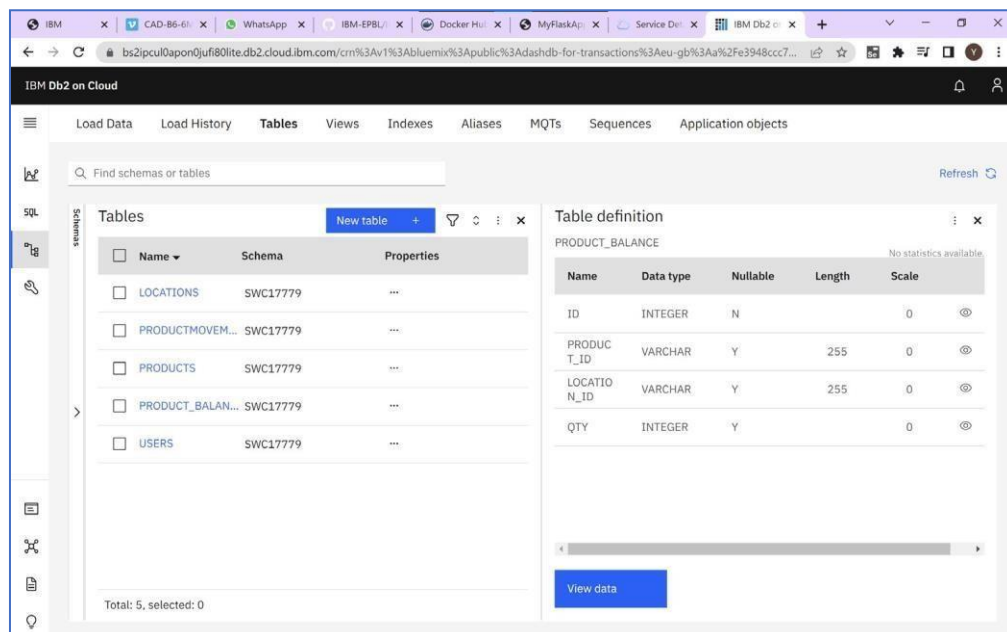 IBM CAD-B6-6 WhatsApp IBM-EPBL/ Docker Hu MyFlaskAp Service De IBM Db2 o
bs2ipcul0apon0jufi80lite.db2.cloud.ibm.com/crn%3Av1%3Abluemix%3Apublic%3Adashdb-for-transactions%3Aeu-gb%3Aa%2Fe3948ccc7...
IBM Db2 on Cloud
Load Data Load History Tables Views Indexes Aliases MQTs Sequences Application objects
Find schemas or tables Refresh
SQL
Schemas
Tables New table +
Name Schema Properties
LOCATIONS SWC17779 ...
PRODUCTMOVEM... SWC17779 ...
PRODUCTS SWC17779 ...
PRODUCT_BALAN... SWC17779 ...
USERS SWC17779 ...
Total: 5, selected: 0
Table definition
PRODUCT_BALANCE
No statistics available.
Name Data type Nullable Length Scale
ID INTEGER N 0
PRODUC
T_ID VARCHAR Y 255 0
LOCATIO
N_ID VARCHAR Y 255 0
QTY INTEGER Y 0
View data